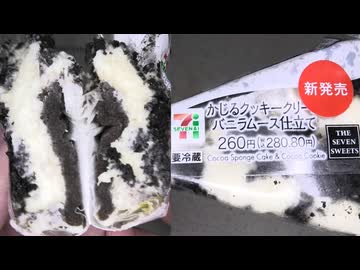 新発売
かじるクッキークリー
バニラムース仕立て
7
SEVEN&i
260円(税込280.80円)
要冷蔵
Cocoa Sponge Cake & Cocoa Cookie
THE
SEVEN
SWEETS